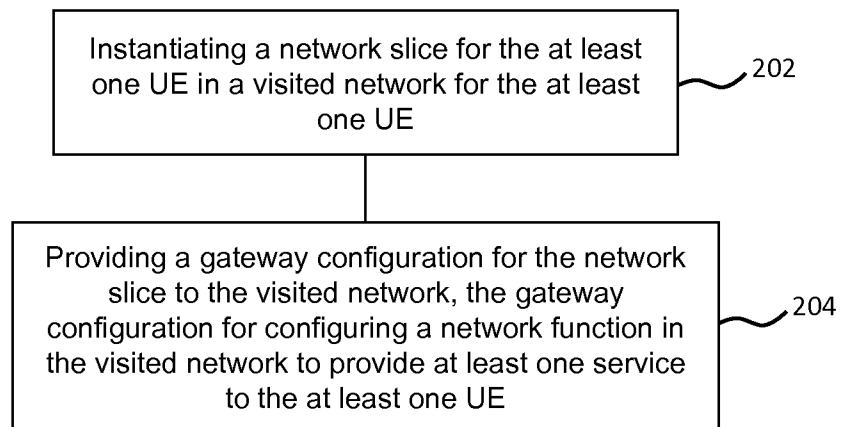 Instantiating a network slice for the at least
one UE in a visited network for the at least
one UE
202
Providing a gateway configuration for the network
slice to the visited network, the gateway
configuration for configuring a network function in
the visited network to provide at least one service
to the at least one UE
204